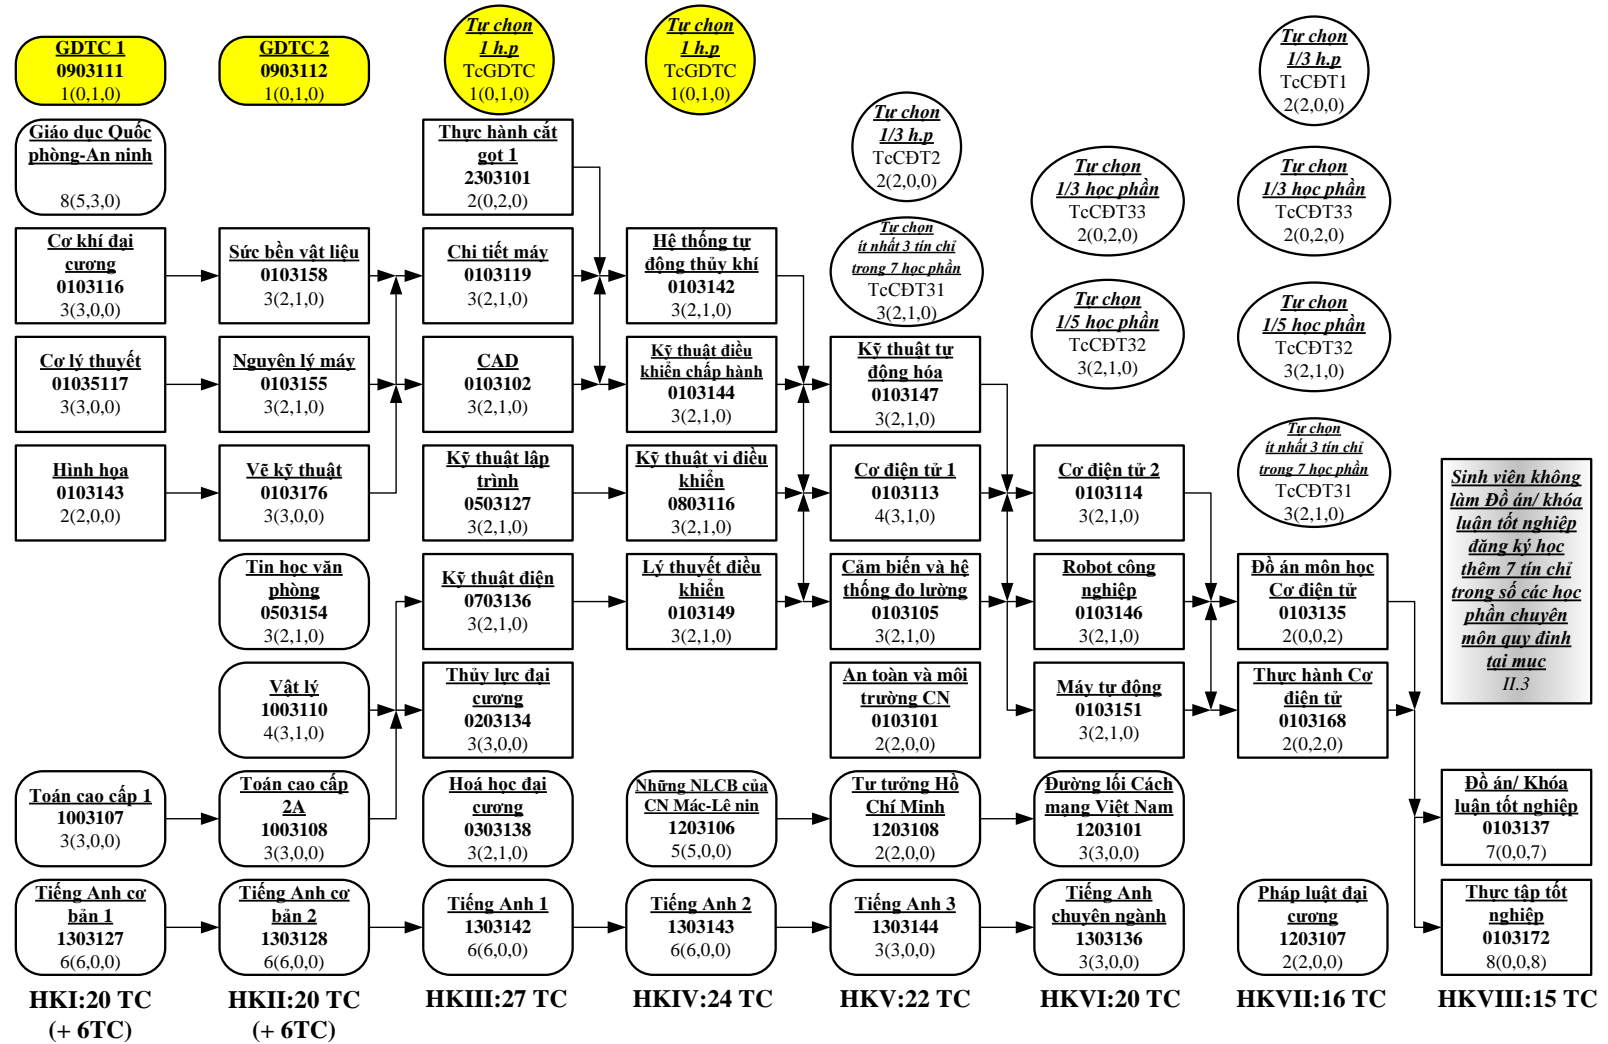 GDTC 1
0903111
1(0,1,0)
Giáo dục Quốc
phòng-An ninh
8(5,3,0)
Cơ khí đại
cương
0103116
3(3,0,0)
Cơ lý thuyết
01035117
3(3,0,0)
Hình họa
0103143
2(2,0,0)
Toán cao cấp 1
1003107
3(3,0,0)
Tiếng Anh cơ
bản 1
1303127
6(6,0,0)
HKI:20 TC
(+ 6TC)
GDTC 2
0903112
1(0,1,0)
Sức bền vật liệu
0103158
3(2,1,0)
Nguyên lý máy
0103155
3(2,1,0)
Vẽ kỹ thuật
0103176
3(3,0,0)
Tin học văn
phòng
0503154
3(2,1,0)
Vật lý
1003110
4(3,1,0)
Toán cao cấp
2A
1003108
3(3,0,0)
Tiếng Anh cơ
bản 2
1303128
6(6,0,0)
HKII:20 TC
(+ 6TC)
Tự chọn
1 h.p
TcGDTC
1(0,1,0)
Thực hành cắt
gọt 1
2303101
2(0,2,0)
Chi tiết máy
0103119
3(2,1,0)
CAD
0103102
3(2,1,0)
Kỹ thuật lập
trình
0503127
3(2,1,0)
Kỹ thuật điện
0703136
3(2,1,0)
Thủy lực đại
cương
0203134
3(3,0,0)
Hoá học đại
cương
0303138
3(2,1,0)
Tiếng Anh 1
1303142
6(6,0,0)
HKIII:27 TC
Tự chọn
1 h.p
TcGDTC
1(0,1,0)
Hệ thống tự
động thủy khí
0103142
3(2,1,0)
Kỹ thuật điều
khiển chấp hành
0103144
3(2,1,0)
Kỹ thuật vi điều
khiển
0803116
3(2,1,0)
Lý thuyết điều
khiển
0103149
3(2,1,0)
Những NLCB của
CN Mác-Lê nin
1203106
5(5,0,0)
Tiếng Anh 2
1303143
6(6,0,0)
HKIV:24 TC
Tự chọn
1/3 h.p
TcCĐT2
2(2,0,0)
Tự chọn
ít nhất 3 tín chỉ
trong 7 học phần
TcCĐT31
3(2,1,0)
Kỹ thuật tự
động hóa
0103147
3(2,1,0)
Cơ điện tử 1
0103113
4(3,1,0)
Cảm biến và hệ
thống đo lường
0103105
3(2,1,0)
An toàn và môi
trường CN
0103101
2(2,0,0)
Tư tưởng Hồ
Chí Minh
1203108
2(2,0,0)
Tiếng Anh 3
1303144
3(3,0,0)
HKV:22 TC
Tự chọn
1/3 học phần
TcCĐT33
2(0,2,0)
Tự chọn
1/5 học phần
TcCĐT32
3(2,1,0)
Cơ điện tử 2
0103114
3(2,1,0)
Robot công
nghiệp
0103146
3(2,1,0)
Máy tự động
0103151
3(2,1,0)
Đường lối Cách
mạng Việt Nam
1203101
3(3,0,0)
Tiếng Anh
chuyên ngành
1303136
3(3,0,0)
HKVI:20 TC
Tự chọn
1/3 h.p
TcCĐT1
2(2,0,0)
Tự chọn
1/3 học phần
TcCĐT33
2(0,2,0)
Tự chọn
1/5 học phần
TcCĐT32
3(2,1,0)
Tự chọn
ít nhất 3 tín chỉ
trong 7 học phần
TcCĐT31
3(2,1,0)
Đồ án môn học
Cơ điện tử
0103135
2(0,0,2)
Thực hành Cơ
điện tử
0103168
2(0,2,0)
Pháp luật đại
cương
1203107
2(2,0,0)
HKVII:16 TC
Sinh viên không
làm Đồ án/ khóa
luận tốt nghiệp
đăng ký học
thêm 7 tín chỉ
trong số các học
phần chuyên
môn quy định
tại mục
II.3
Đồ án/ Khóa
luận tốt nghiệp
0103137
7(0,0,7)
Thực tập tốt
nghiệp
0103172
8(0,0,8)
HKVIII:15 TC